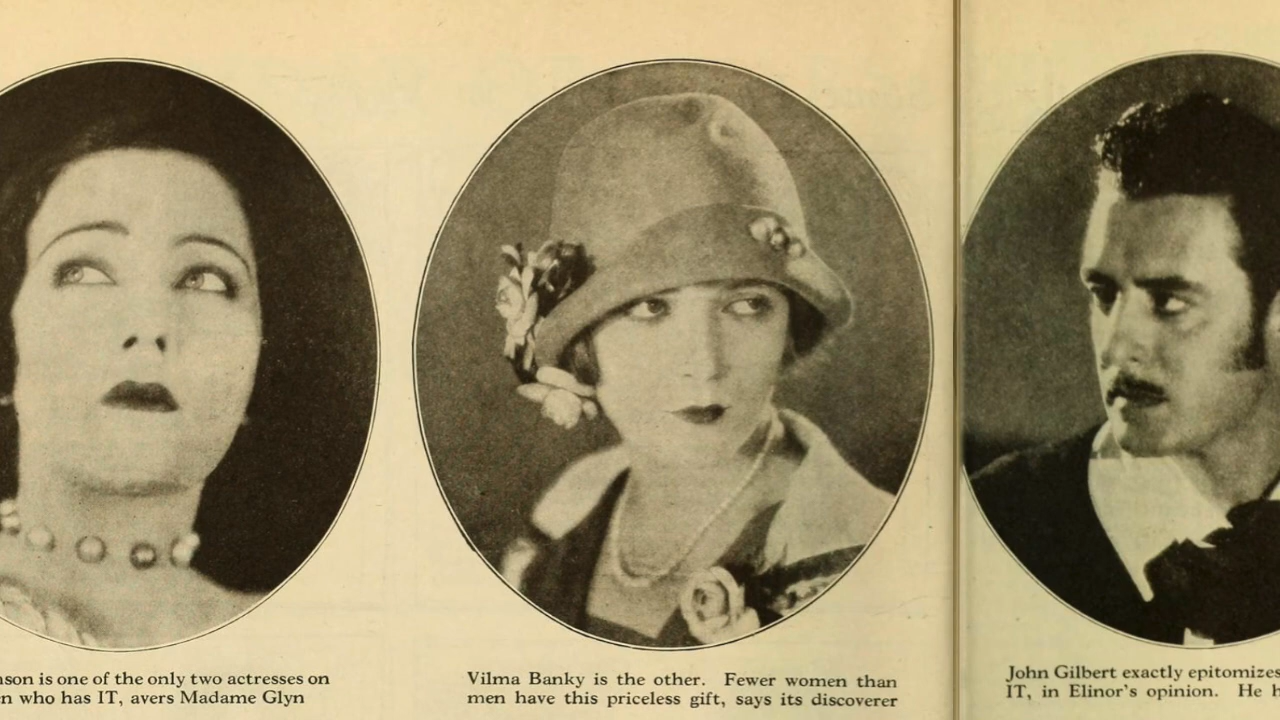 nson is one of the only two actresses on
n who has IT, avers Madame Glyn
Vilma Banky is the other. Fewer women than
men have this priceless gift, says its discoverer
John Gilbert exactly epitomizes
IT, in Elinor's opinion. He h